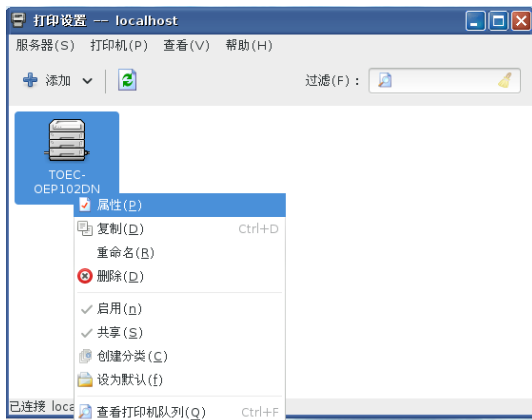 打印设置 -- localhost
服务器(S) 打印机(P) 查看(V) 帮助(H)
添加 过滤(F)：
TOEC-
OEP102DN
属性(P)
复制(D) Ctrl+D
重命名(R)
删除(D)
启用(n)
共享(S)
创建分类(C)
设为默认(f)
已连接 loca
查看打印机队列(Q) Ctrl+F